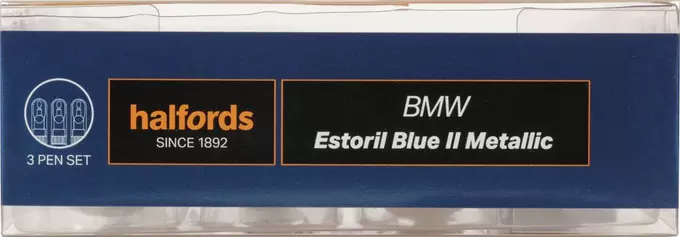 3 PEN SET
halfords
SINCE 1892
BMW
Estoril Blue II Metallic